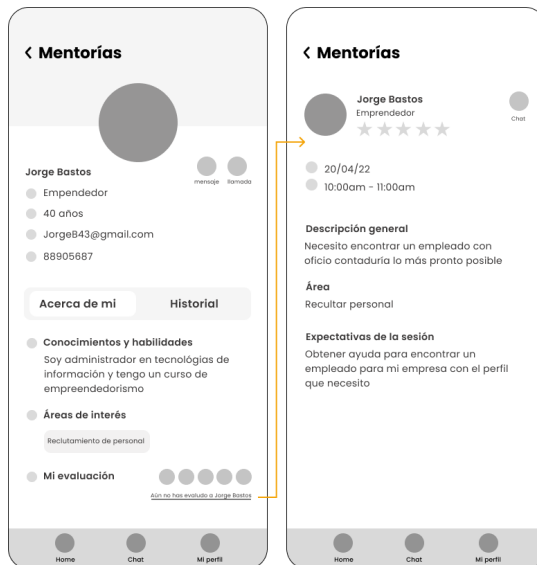 Mentorías
Jorge Bastos
mensaje llamada
Empendedor
40 años
JorgeB43@gmail.com
88905687
Acerca de mi Historial
Conocimientos y habilidades
Soy administrador en tecnológias de
información y tengo un curso de
empreendedorismo
Áreas de interés
Reclutamiento de personal
Mi evaluación
Aún no has evaludo a Jorge Bastos
Home Chat Mi perfil
Mentorías
Jorge Bastos
Emprendedor
Chat
20/04/22
10:00am - 11:00am
Descripción general
Necesito encontrar un empleado con
oficio contaduría lo más pronto posible
Área
Recultar personal
Expectativas de la sesión
Obtener ayuda para encontrar un
empleado para mi empresa con el perfil
que necesito
Home Chat Mi perfil